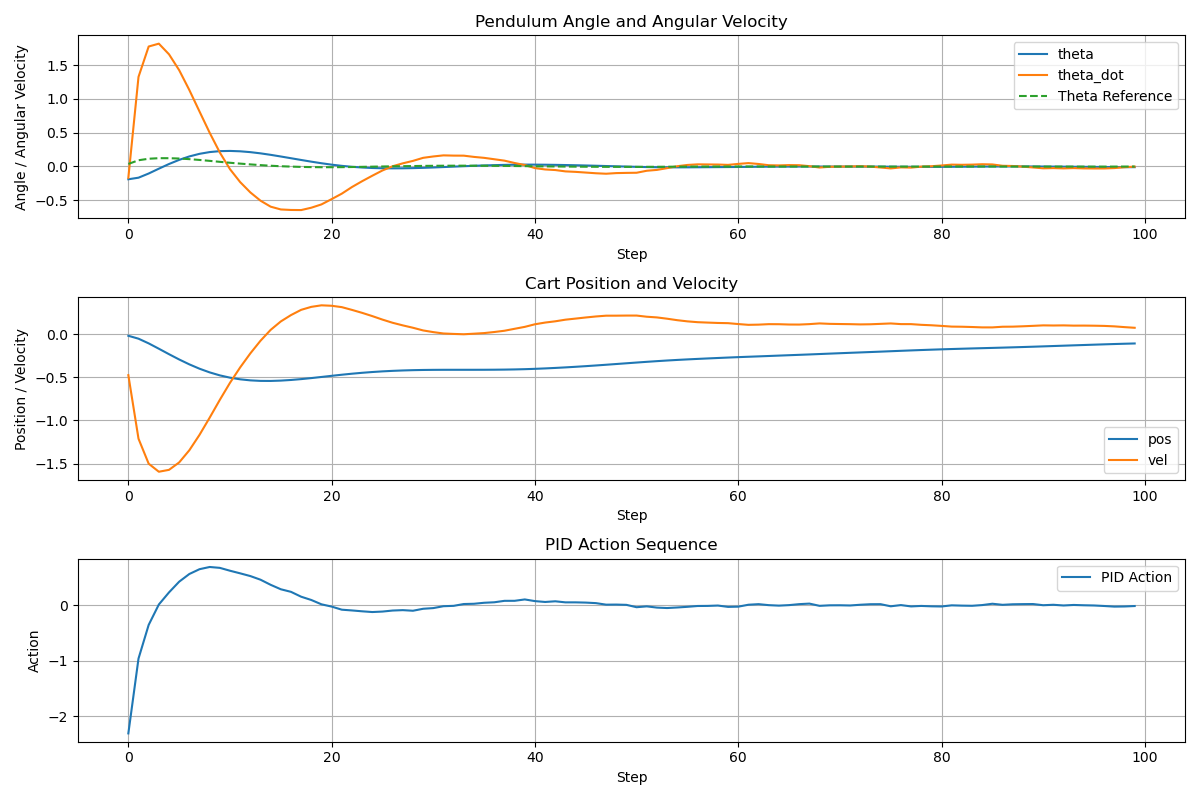 Pendulum Angle and Angular Velocity
Angle / Angular Velocity
1.5
1.0
0.5
0.0
−0.5
theta
theta_dot
Theta Reference
0 20 40 60 80 100
Step
Cart Position and Velocity
Position / Velocity
0.0
−0.5
−1.0
−1.5
pos
vel
0 20 40 60 80 100
Step
PID Action Sequence
Action
0
−1
−2
PID Action
0 20 40 60 80 100
Step